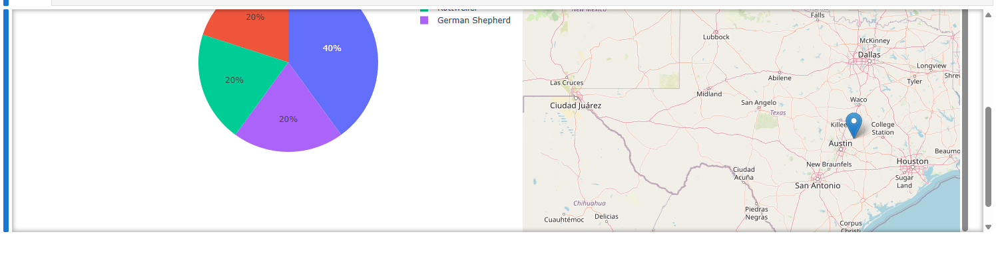 Rottweiler
German Shepherd
20%
40%
20%
20%
New Mexico
Falls
Lubbock
McKinney
Dallas
Longview
Abilene
Tyler
Shrev
Las Cruces
Midland
Ciudad Juárez
San Angelo
Texas
Waco
Killee
College
Station
Austin
New Braunfels
Houston
Beaumo
Ciudad
Acuña
Sugar
Land
San Antonio
Chihuahua
Piedras
Negras
Cuauhtémoc
Delicias
Corpus
Christi